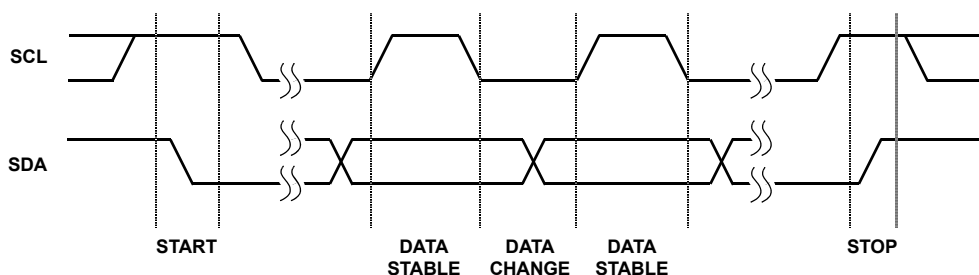 SCL
SDA
START
DATA
STABLE
DATA
CHANGE
DATA
STABLE
STOP